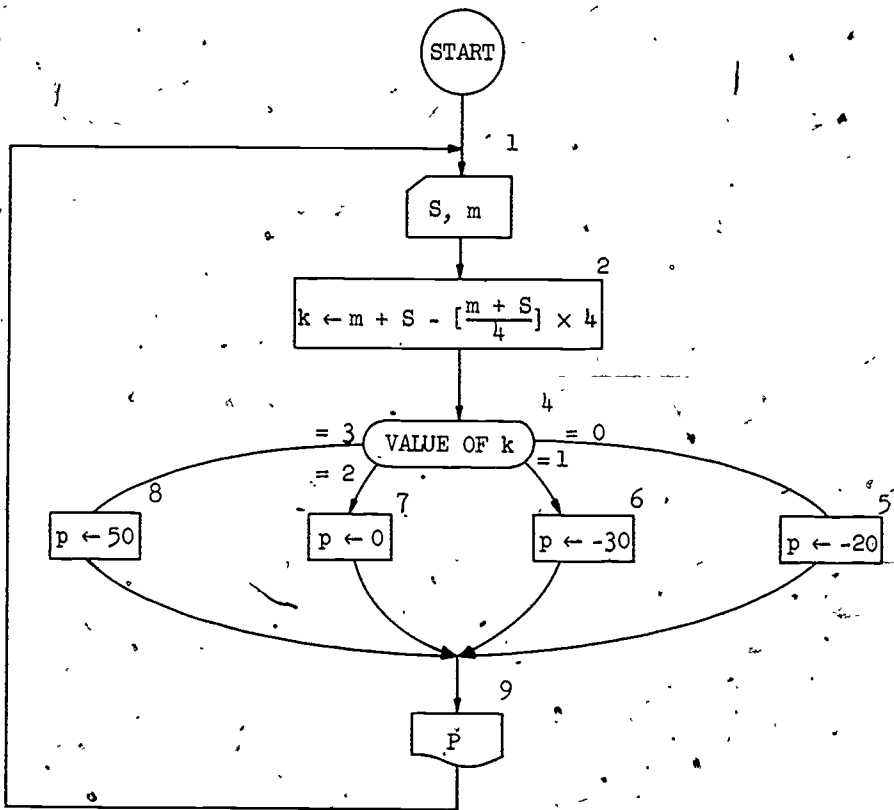 START
1
S, m
2
k ← m + S - [m + S / 4] × 4
4
VALUE OF k
= 3
= 2
=1
= 0
8
p ← 50
7
p ← 0
6
p ← -30
5
p ← -20
9
P